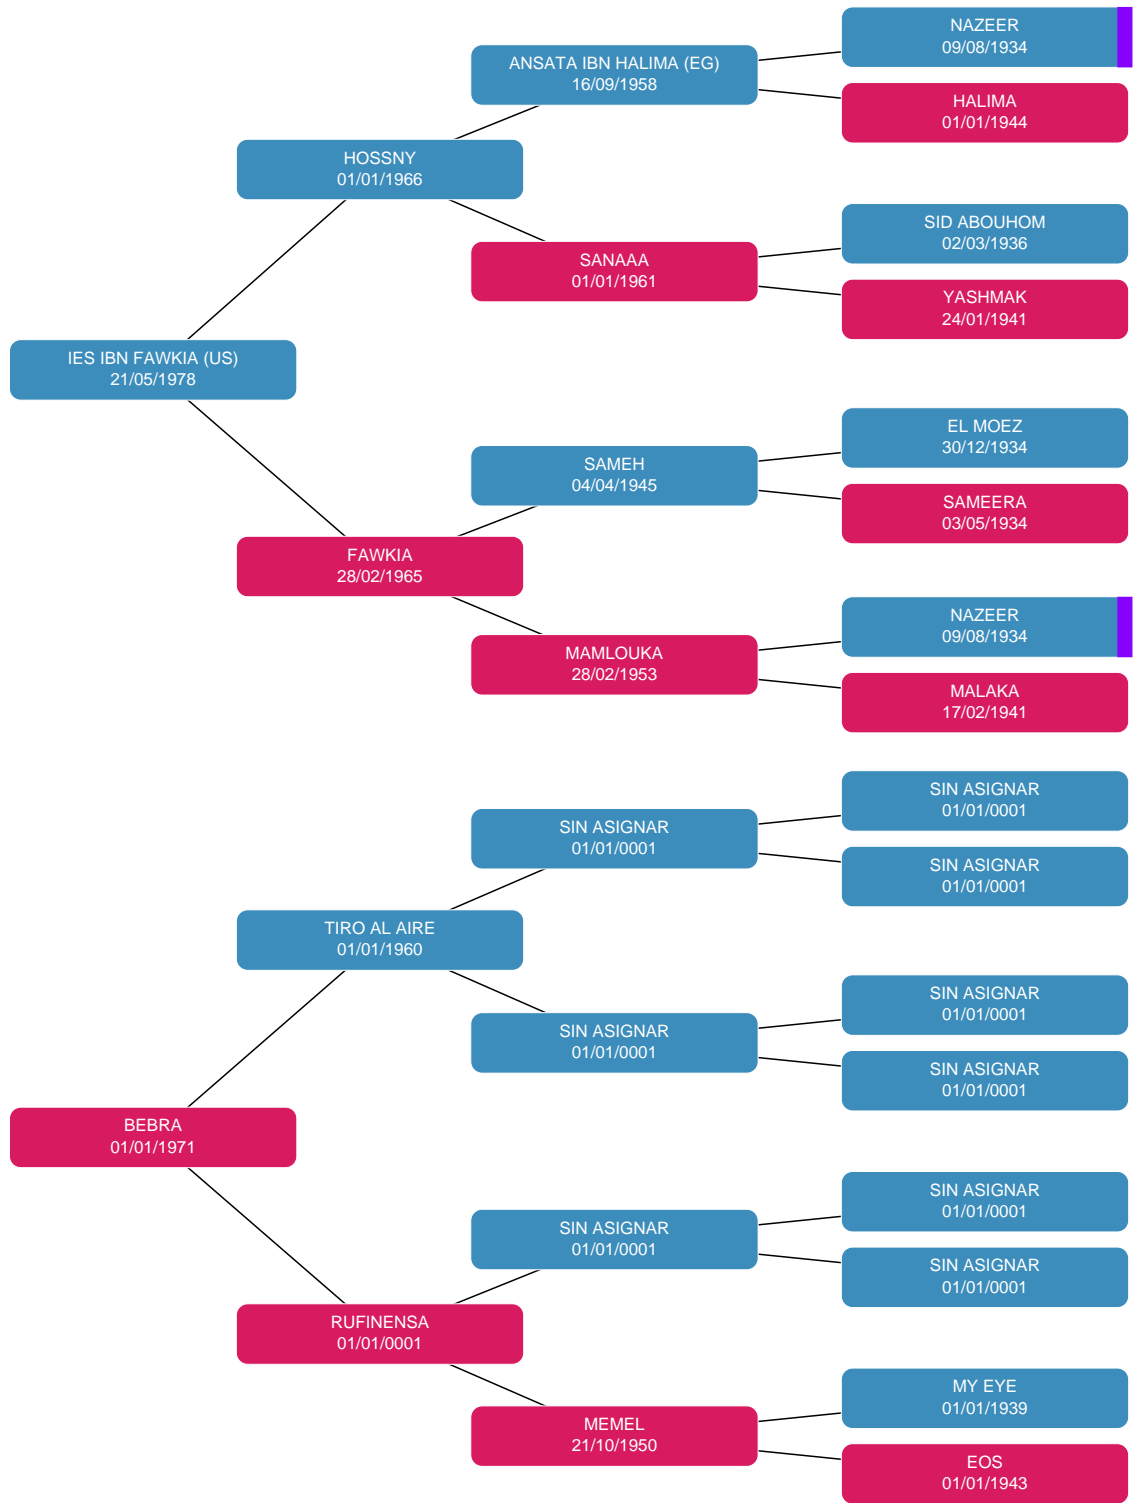 NAZEER
09/08/1934
ANSATA IBN HALIMA (EG)
16/09/1958
HALIMA
01/01/1944
HOSSNY
01/01/1966
SID ABOUHOM
02/03/1936
SANAAA
01/01/1961
YASHMAK
24/01/1941
IES IBN FAWKIA (US)
21/05/1978
EL MOEZ
30/12/1934
SAMEH
04/04/1945
SAMEERA
03/05/1934
FAWKIA
28/02/1965
NAZEER
09/08/1934
MAMLOUKA
28/02/1953
MALAKA
17/02/1941
SIN ASIGNAR
01/01/0001
SIN ASIGNAR
01/01/0001
SIN ASIGNAR
01/01/0001
TIRO AL AIRE
01/01/1960
SIN ASIGNAR
01/01/0001
SIN ASIGNAR
01/01/0001
SIN ASIGNAR
01/01/0001
BEBRA
01/01/1971
SIN ASIGNAR
01/01/0001
SIN ASIGNAR
01/01/0001
SIN ASIGNAR
01/01/0001
RUFINENSA
01/01/0001
MY EYE
01/01/1939
MEMEL
21/10/1950
EOS
01/01/1943